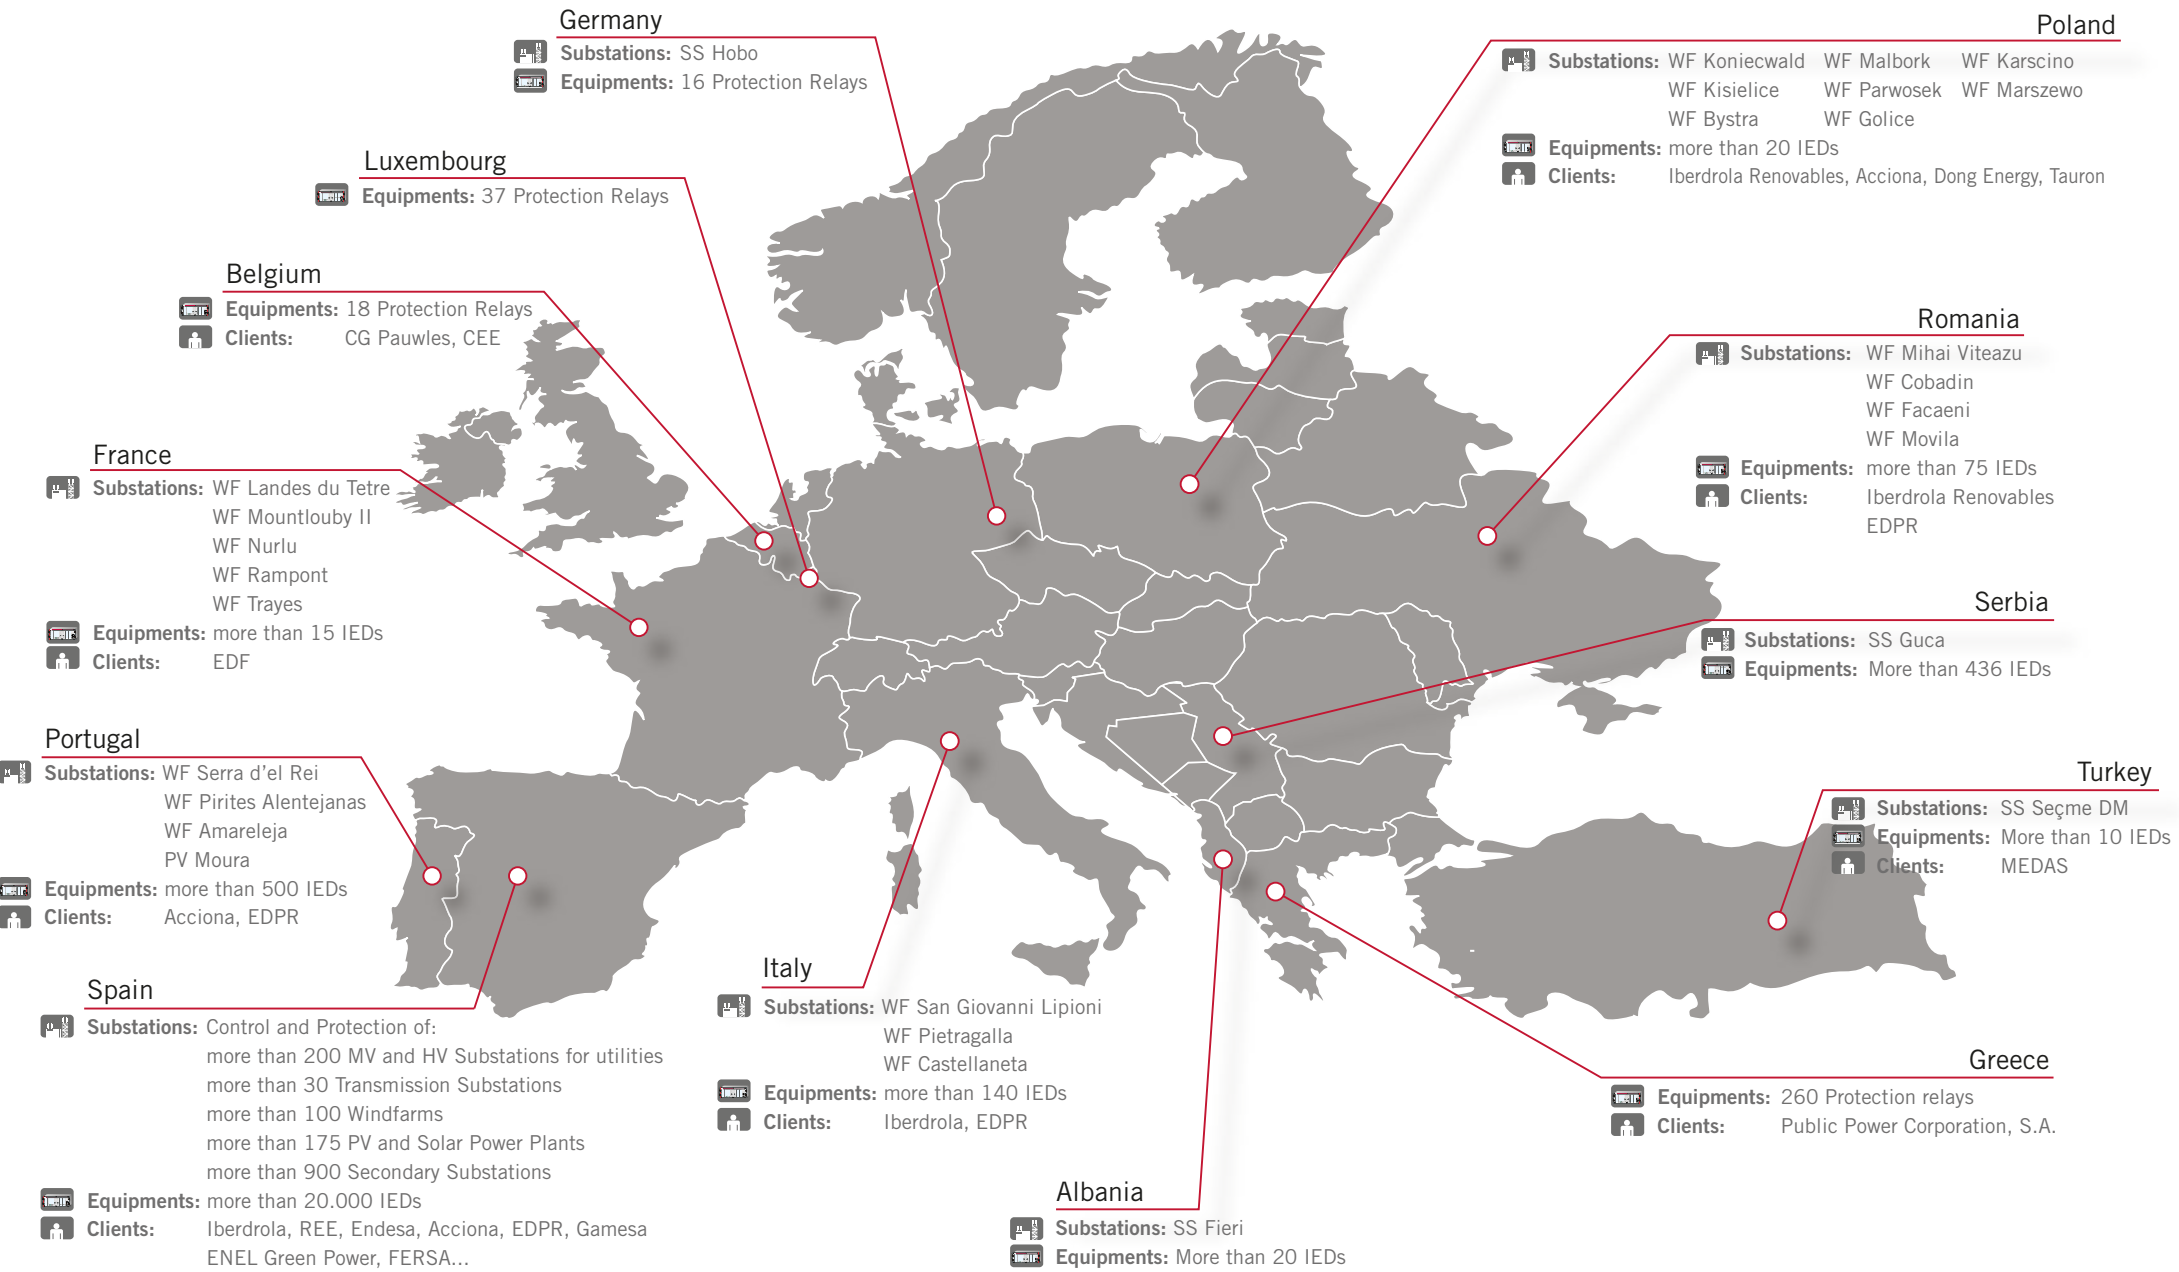 Germany
Substations: SS Hobo
Equipments: 16 Protection Relays
Poland
Substations: WF Koniecwald WF Malbork WF Karscino
WF Kisielice WF Parwosek WF Marszewo
WF Bystra WF Golice
Equipments: more than 20 IEDs
Clients: Iberdrola Renovables, Acciona, Dong Energy, Tauron
Luxembourg
Equipments: 37 Protection Relays
Belgium
Equipments: 18 Protection Relays
Clients: CG Pauwles, CEE
Romania
Substations: WF Mihai Viteazu
WF Cobadin
WF Facaeni
WF Movila
Equipments: more than 75 IEDs
Clients: Iberdrola Renovables
EDPR
France
Substations: WF Landes du Tetre
WF Mountlouby II
WF Nurlu
WF Rampont
WF Trayes
Equipments: more than 15 IEDs
Clients: EDF
Serbia
Substations: SS Guca
Equipments: More than 436 IEDs
Portugal
Substations: WF Serra d'el Rei
WF Pirites Alentejanas
WF Amareleja
PV Moura
Equipments: more than 500 IEDs
Clients: Acciona, EDPR
Turkey
Substations: SS Seçme DM
Equipments: More than 10 IEDs
Clients: MEDAS
Spain
Substations: Control and Protection of:
more than 200 MV and HV Substations for utilities
more than 30 Transmission Substations
more than 100 Windfarms
more than 175 PV and Solar Power Plants
more than 900 Secondary Substations
Equipments: more than 20.000 IEDs
Clients: Iberdrola, REE, Endesa, Acciona, EDPR, Gamesa
ENEL Green Power, FERSA...
Italy
Substations: WF San Giovanni Lipioni
WF Pietragalla
WF Castellaneta
Equipments: more than 140 IEDs
Clients: Iberdrola, EDPR
Greece
Equipments: 260 Protection relays
Clients: Public Power Corporation, S.A.
Albania
Substations: SS Fieri
Equipments: More than 20 IEDs